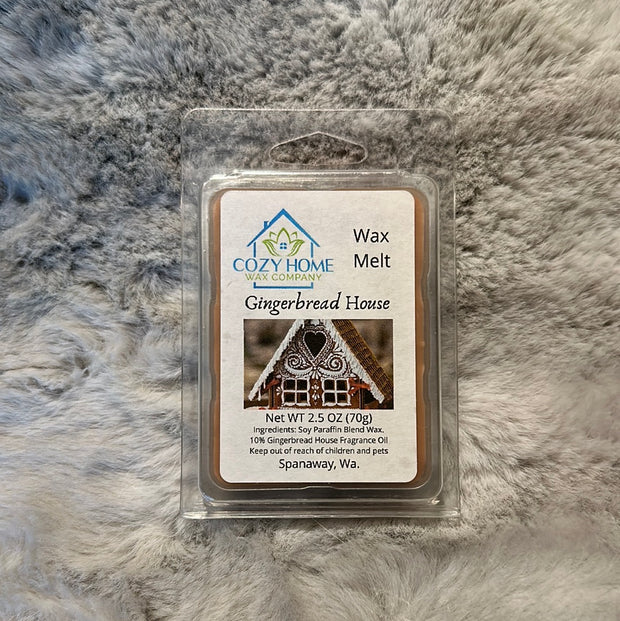 Wax
Melt
COZY HOME
WAX COMPANY
Gingerbread House
Net WT 2.5 OZ (70g)
Ingredients: Soy Paraffin Blend Wax.
10% Gingerbread House Fragrance Oil
Keep out of reach of children and pets
Spanaway, Wa.